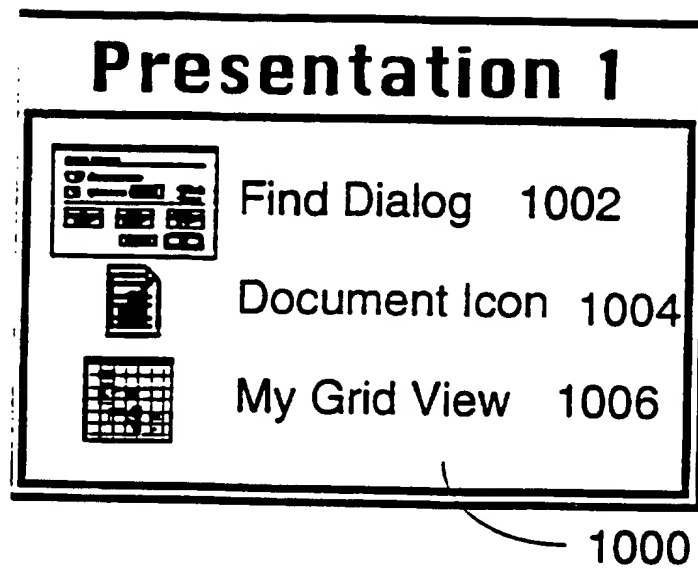 Presentation 1
Find Dialog 1002
Document Icon 1004
My Grid View 1006
1000